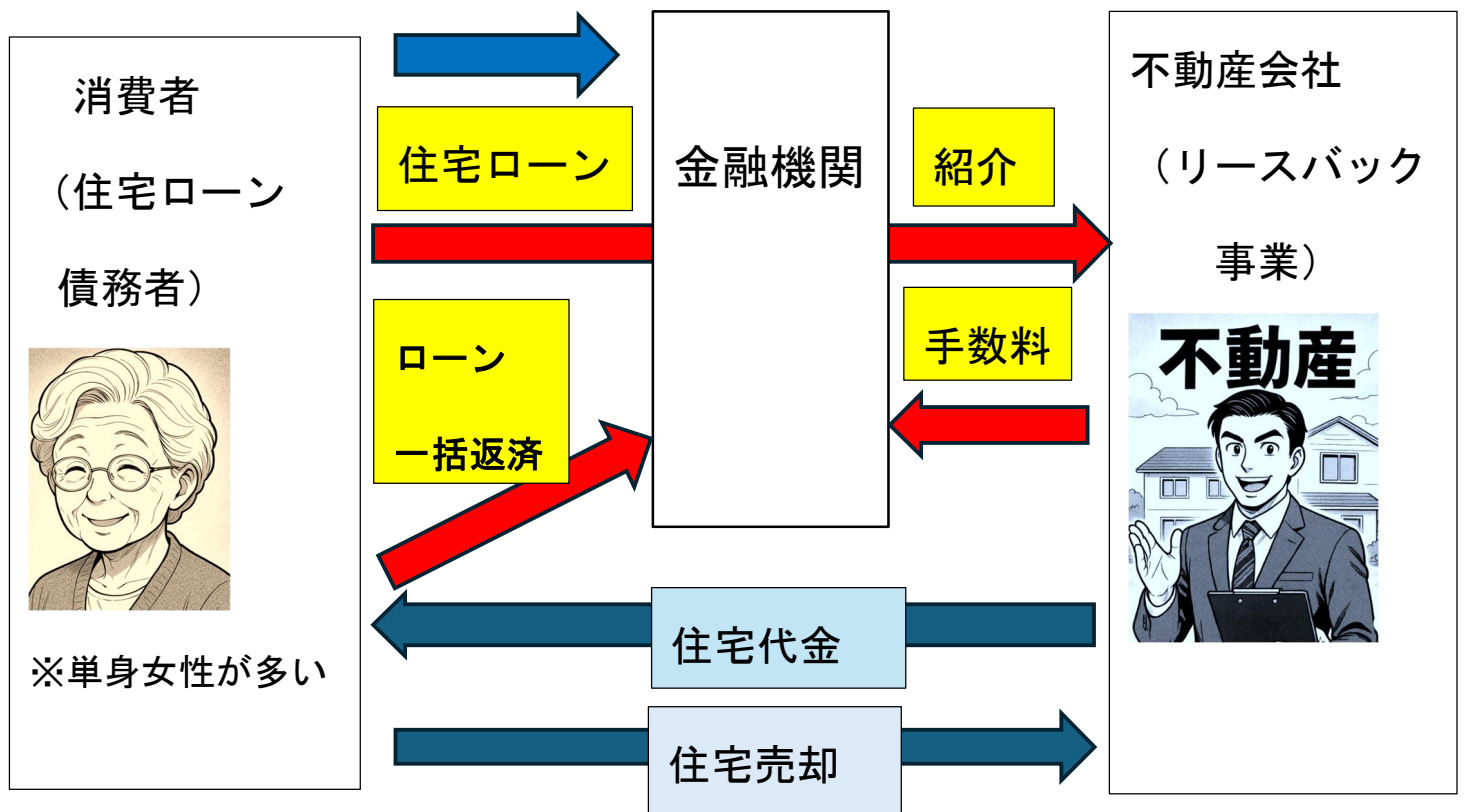 消費者
（住宅ローン
債務者）
※単身女性が多い
住宅ローン
ローン
一括返済
金融機関
紹介
手数料
住宅代金
住宅売却
不動産会社
（リースバック
事業）
不動産